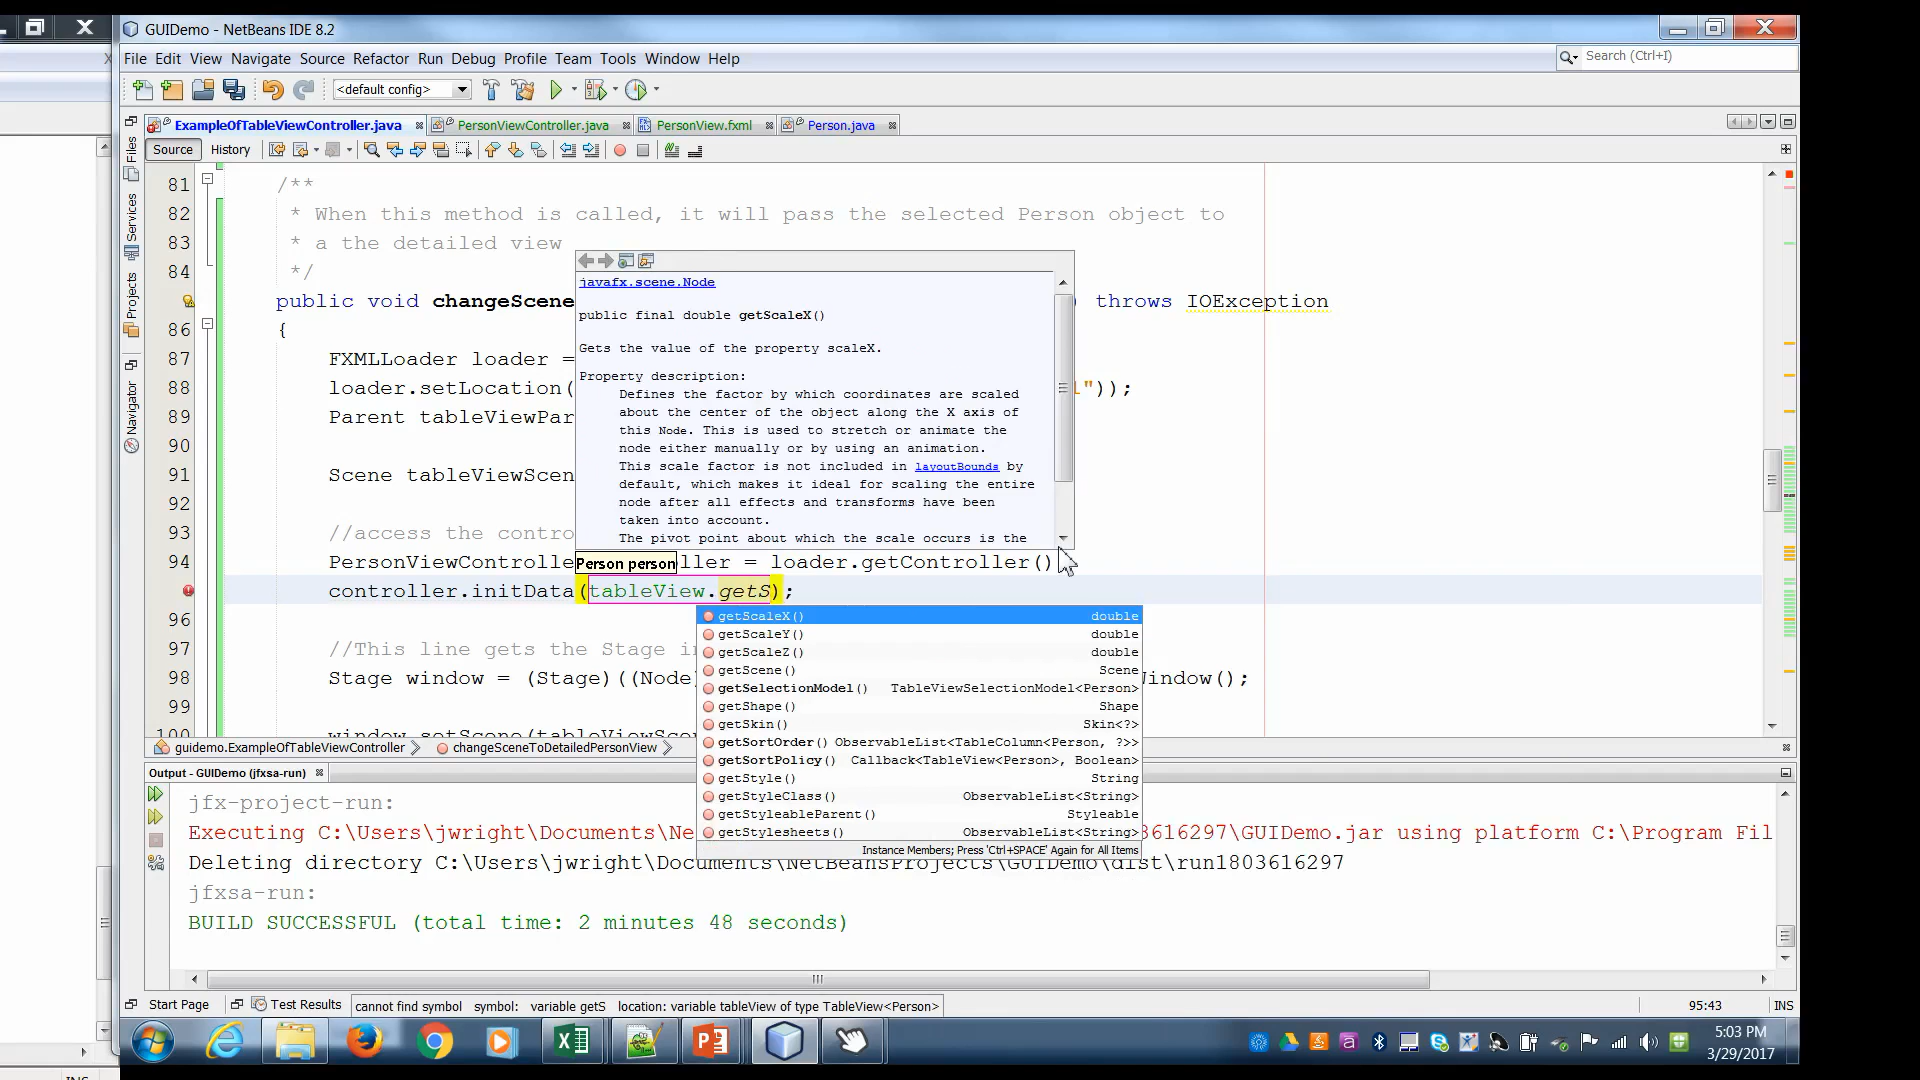 GUIDemo - NetBeans IDE 8.2
File Edit View Navigate Source Refactor Run Debug Profile Team Tools Window Help
Search (Ctrl+I)
<default config>
ExampleOfTableViewController.java
PersonViewController.java
PersonView.fxml
Person.java
Source History
Files
Services
Projects
Navigator
81 /**
82 * When this method is called, it will pass the selected Person object to
83 * a the detailed view
84 */
public void changeScene ) throws IOException
86 {
87 FXMLLoader loader =
88 loader.setLocation( l"));
89 Parent tableViewPar
90
91 Scene tableViewScen
92
93 //access the contro
94 PersonViewControlle ller = loader.getController()
controller.initData(tableView.getS);
96
97 //This line gets the Stage in
98 Stage window = (Stage)((Node) Window();
99
100 window.setScene(tableViewSce
javafx.scene.Node
public final double getScaleX()
Gets the value of the property scaleX.
Property description:
Defines the factor by which coordinates are scaled
about the center of the object along the X axis of
this Node. This is used to stretch or animate the
node either manually or by using an animation.
This scale factor is not included in layoutBounds by
default, which makes it ideal for scaling the entire
node after all effects and transforms have been
taken into account.
The pivot point about which the scale occurs is the
Person person
getScaleX() double
getScaleY() double
getScaleZ() double
getScene() Scene
getSelectionModel() TableViewSelectionModel<Person>
getShape() Shape
getSkin() Skin<?>
getSortOrder() ObservableList<TableColumn<Person, ?>>
getSortPolicy() Callback<TableView<Person>, Boolean>
getStyle() String
getStyleClass() ObservableList<String>
getStyleableParent() Styleable
getStylesheets() ObservableList<String>
Instance Members; Press 'Ctrl+SPACE' Again for All Items
guidemo.ExampleOfTableViewController
changeSceneToDetailedPersonView
Output - GUIDemo (jfxsa-run)
jfx-project-run:
Executing C:\Users\jwright\Documents\Ne 3616297\GUIDemo.jar using platform C:\Program Fil
Deleting directory C:\Users\jwright\Documents\NetBeansProjects\GUIDemo\dist\run1803616297
jfxsa-run:
BUILD SUCCESSFUL (total time: 2 minutes 48 seconds)
Start Page
Test Results
cannot find symbol symbol: variable getS location: variable tableView of type TableView<Person>
95:43
INS
5:03 PM
3/29/2017